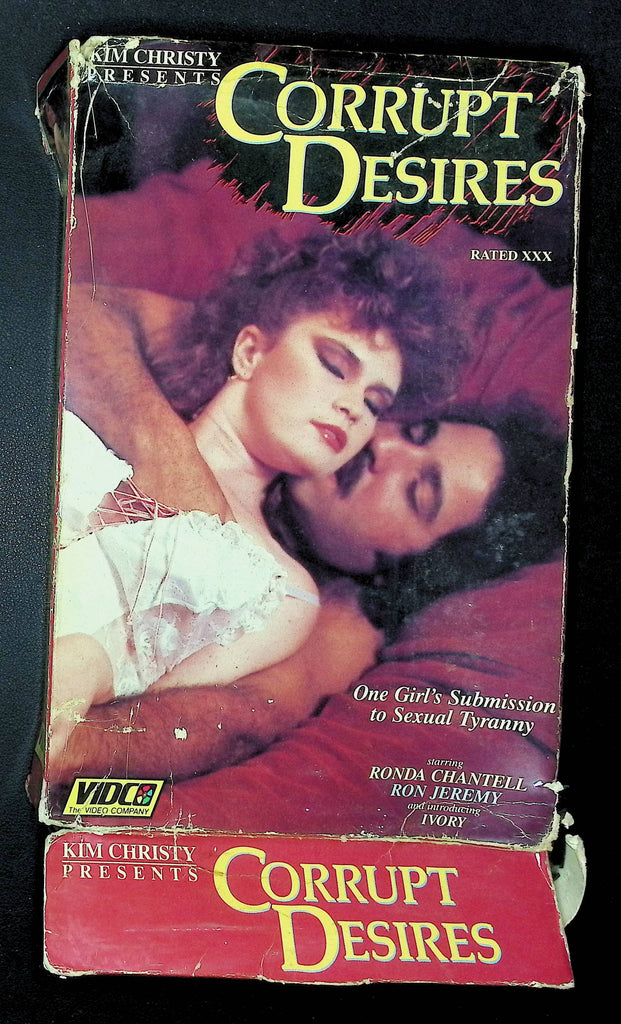 KIM CHRISTY
PRESENTS
CORRUPT
DESIRES
RATED XXX
One Girl's Submission
to Sexual Tyranny
starring
RONDA CHANTELL
RON JEREMY
and introducing
IVORY
VIDCO
The VIDEO COMPANY
KIM CHRISTY
PRESENTS
CORRUPT
DESIRES